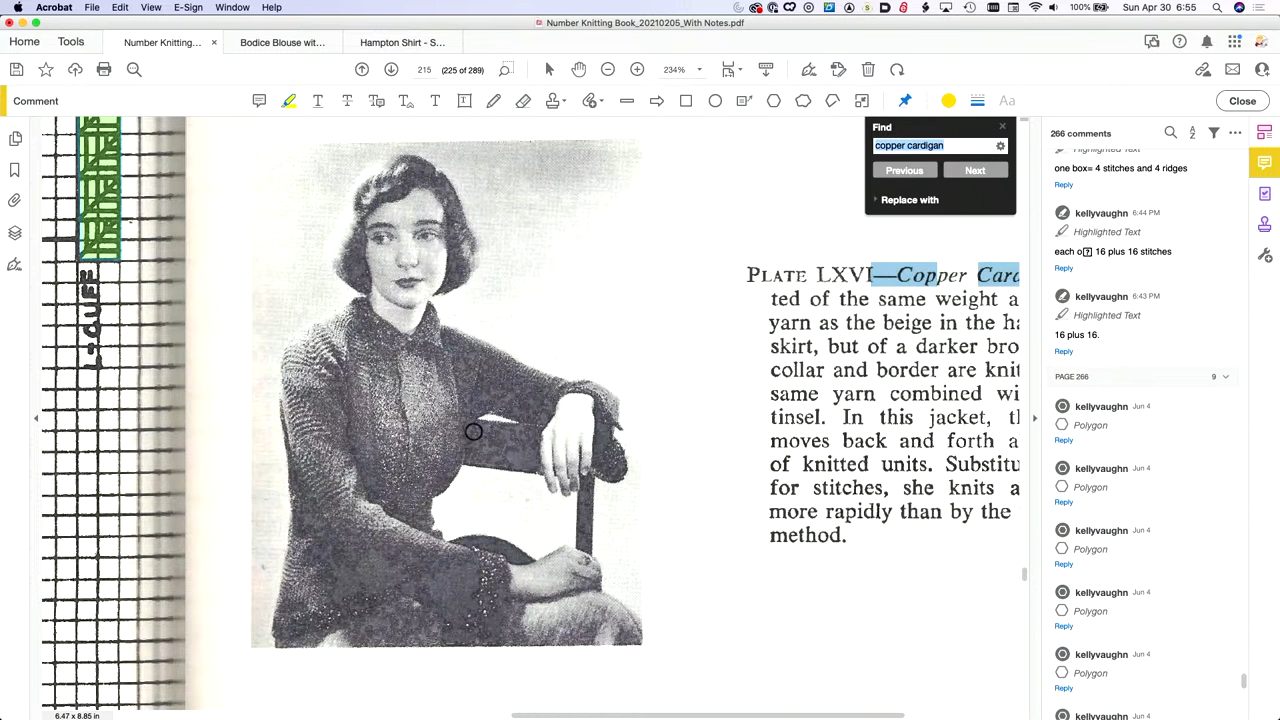 Acrobat File Edit View E-Sign Window Help 100% Sun Apr 30 6:55
Number Knitting Book_20210205_With Notes.pdf
Home Tools Number Knitting... × Bodice Blouse wit... Hampton Shirt - S...
215 (225 of 289) 234%
Comment Aa Close
Find
copper cardigan
Previous Next
Replace with
PLATE LXVI—Copper Card
ted of the same weight a
yarn as the beige in the ha
skirt, but of a darker bro
collar and border are knit
same yarn combined wi
tinsel. In this jacket, th
moves back and forth a
of knitted units. Substitu
for stitches, she knits a
more rapidly than by the
method.
L-CUFF
6.47 x 8.85 in
266 comments
Highlighted Text
one box= 4 stitches and 4 ridges
Reply
kellyvaughn 6:44 PM
Highlighted Text
each o? 16 plus 16 stitches
Reply
kellyvaughn 6:43 PM
Highlighted Text
16 plus 16.
Reply
PAGE 266 9
kellyvaughn Jun 4
Polygon
Reply
kellyvaughn Jun 4
Polygon
Reply
kellyvaughn Jun 4
Polygon
Reply
kellyvaughn Jun 4
Polygon
Reply
kellyvaughn Jun 4
Polygon
Reply
kellyvaughn Jun 4